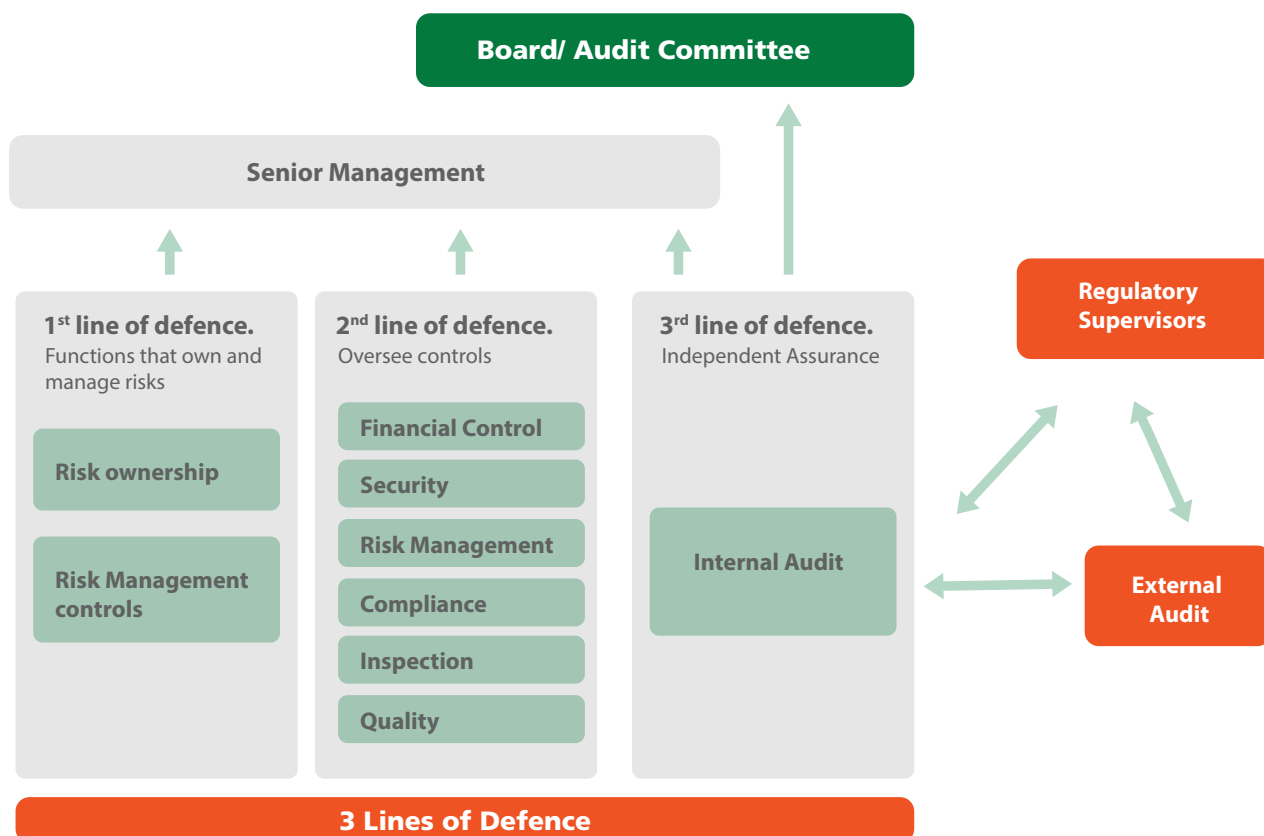 Board/ Audit Committee
Senior Management
1st line of defence.
Functions that own and
manage risks
Risk ownership
Risk Management
controls
2nd line of defence.
Oversee controls
Financial Control
Security
Risk Management
Compliance
Inspection
Quality
3rd line of defence.
Independent Assurance
Internal Audit
Regulatory
Supervisors
External
Audit
3 Lines of Defence